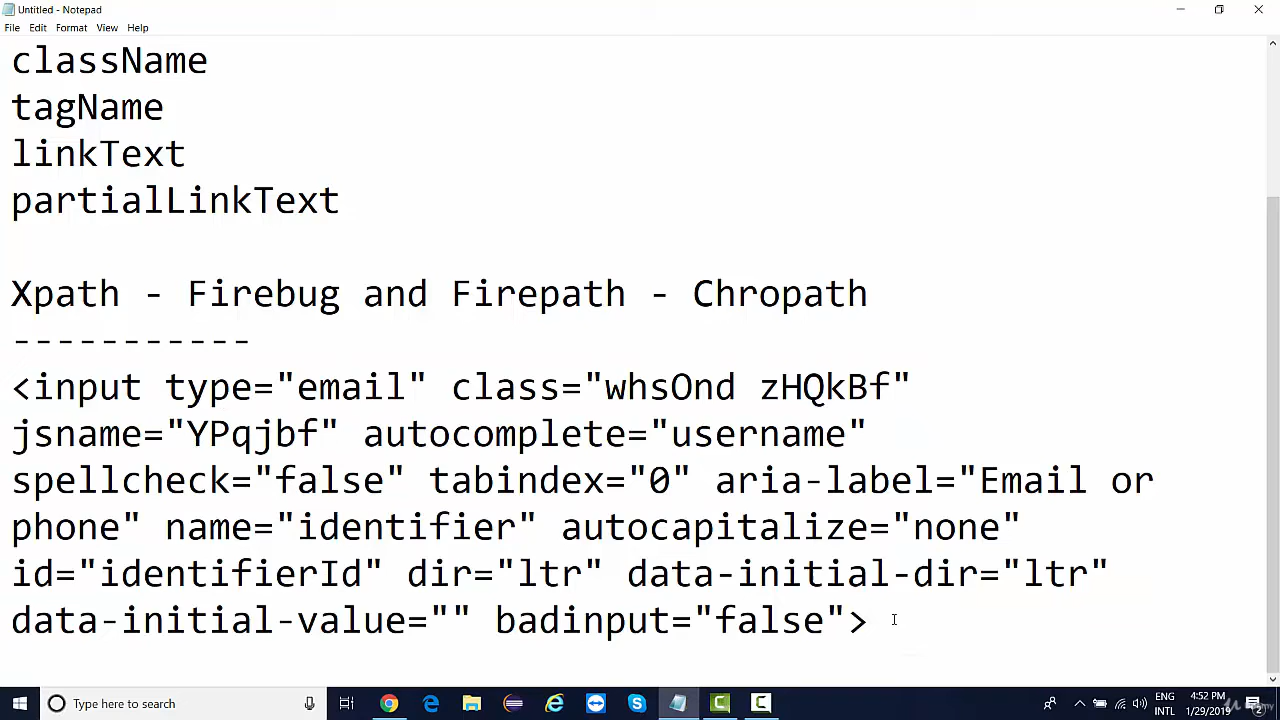 Untitled - Notepad
File Edit Format View Help
className
tagName
linkText
partialLinkText
Xpath - Firebug and Firepath - Chropath
-----------
<input type="email" class="whsOnd zHQkBf"
jsname="YPqjbf" autocomplete="username"
spellcheck="false" tabindex="0" aria-label="Email or
phone" name="identifier" autocapitalize="none"
id="identifierId" dir="ltr" data-initial-dir="ltr"
data-initial-value="" badinput="false">
Type here to search
ENG
INTL
4:52 PM
1/29/2019
2